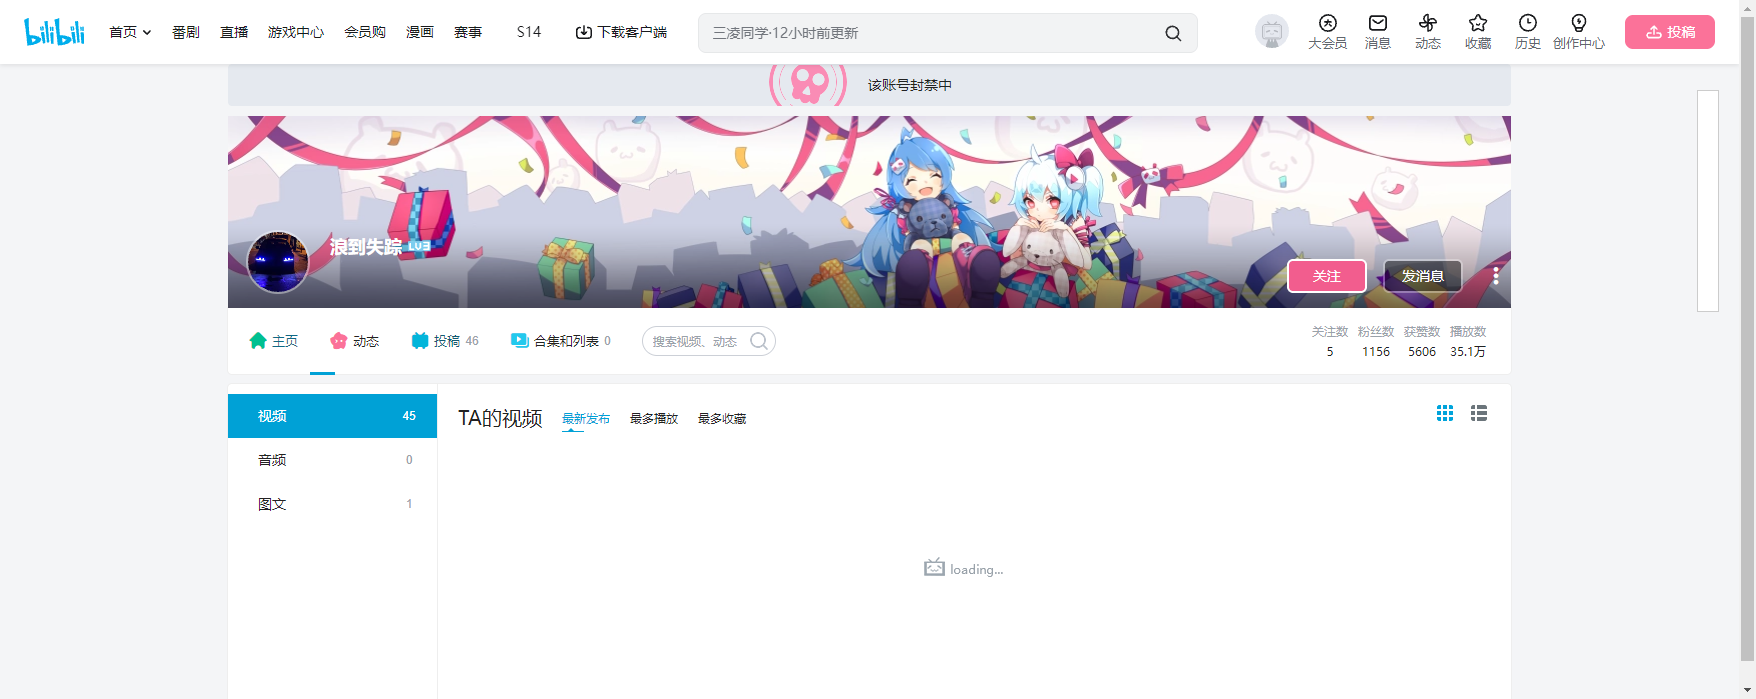 bilibili 首页 番剧 直播 游戏中心 会员购 漫画 赛事 S14 下载客户端 三凌同学·12小时前更新 大会员 消息 动态 收藏 历史 创作中心 投稿
该账号封禁中
浪到失踪 LV3
关注 发消息
主页 动态 投稿 46 合集和列表 0 搜索视频、动态 关注数 粉丝数 获赞数 播放数
5 1156 5606 35.1万
视频 45
TA的视频 最新发布 最多播放 最多收藏
音频 0
图文 1
loading...